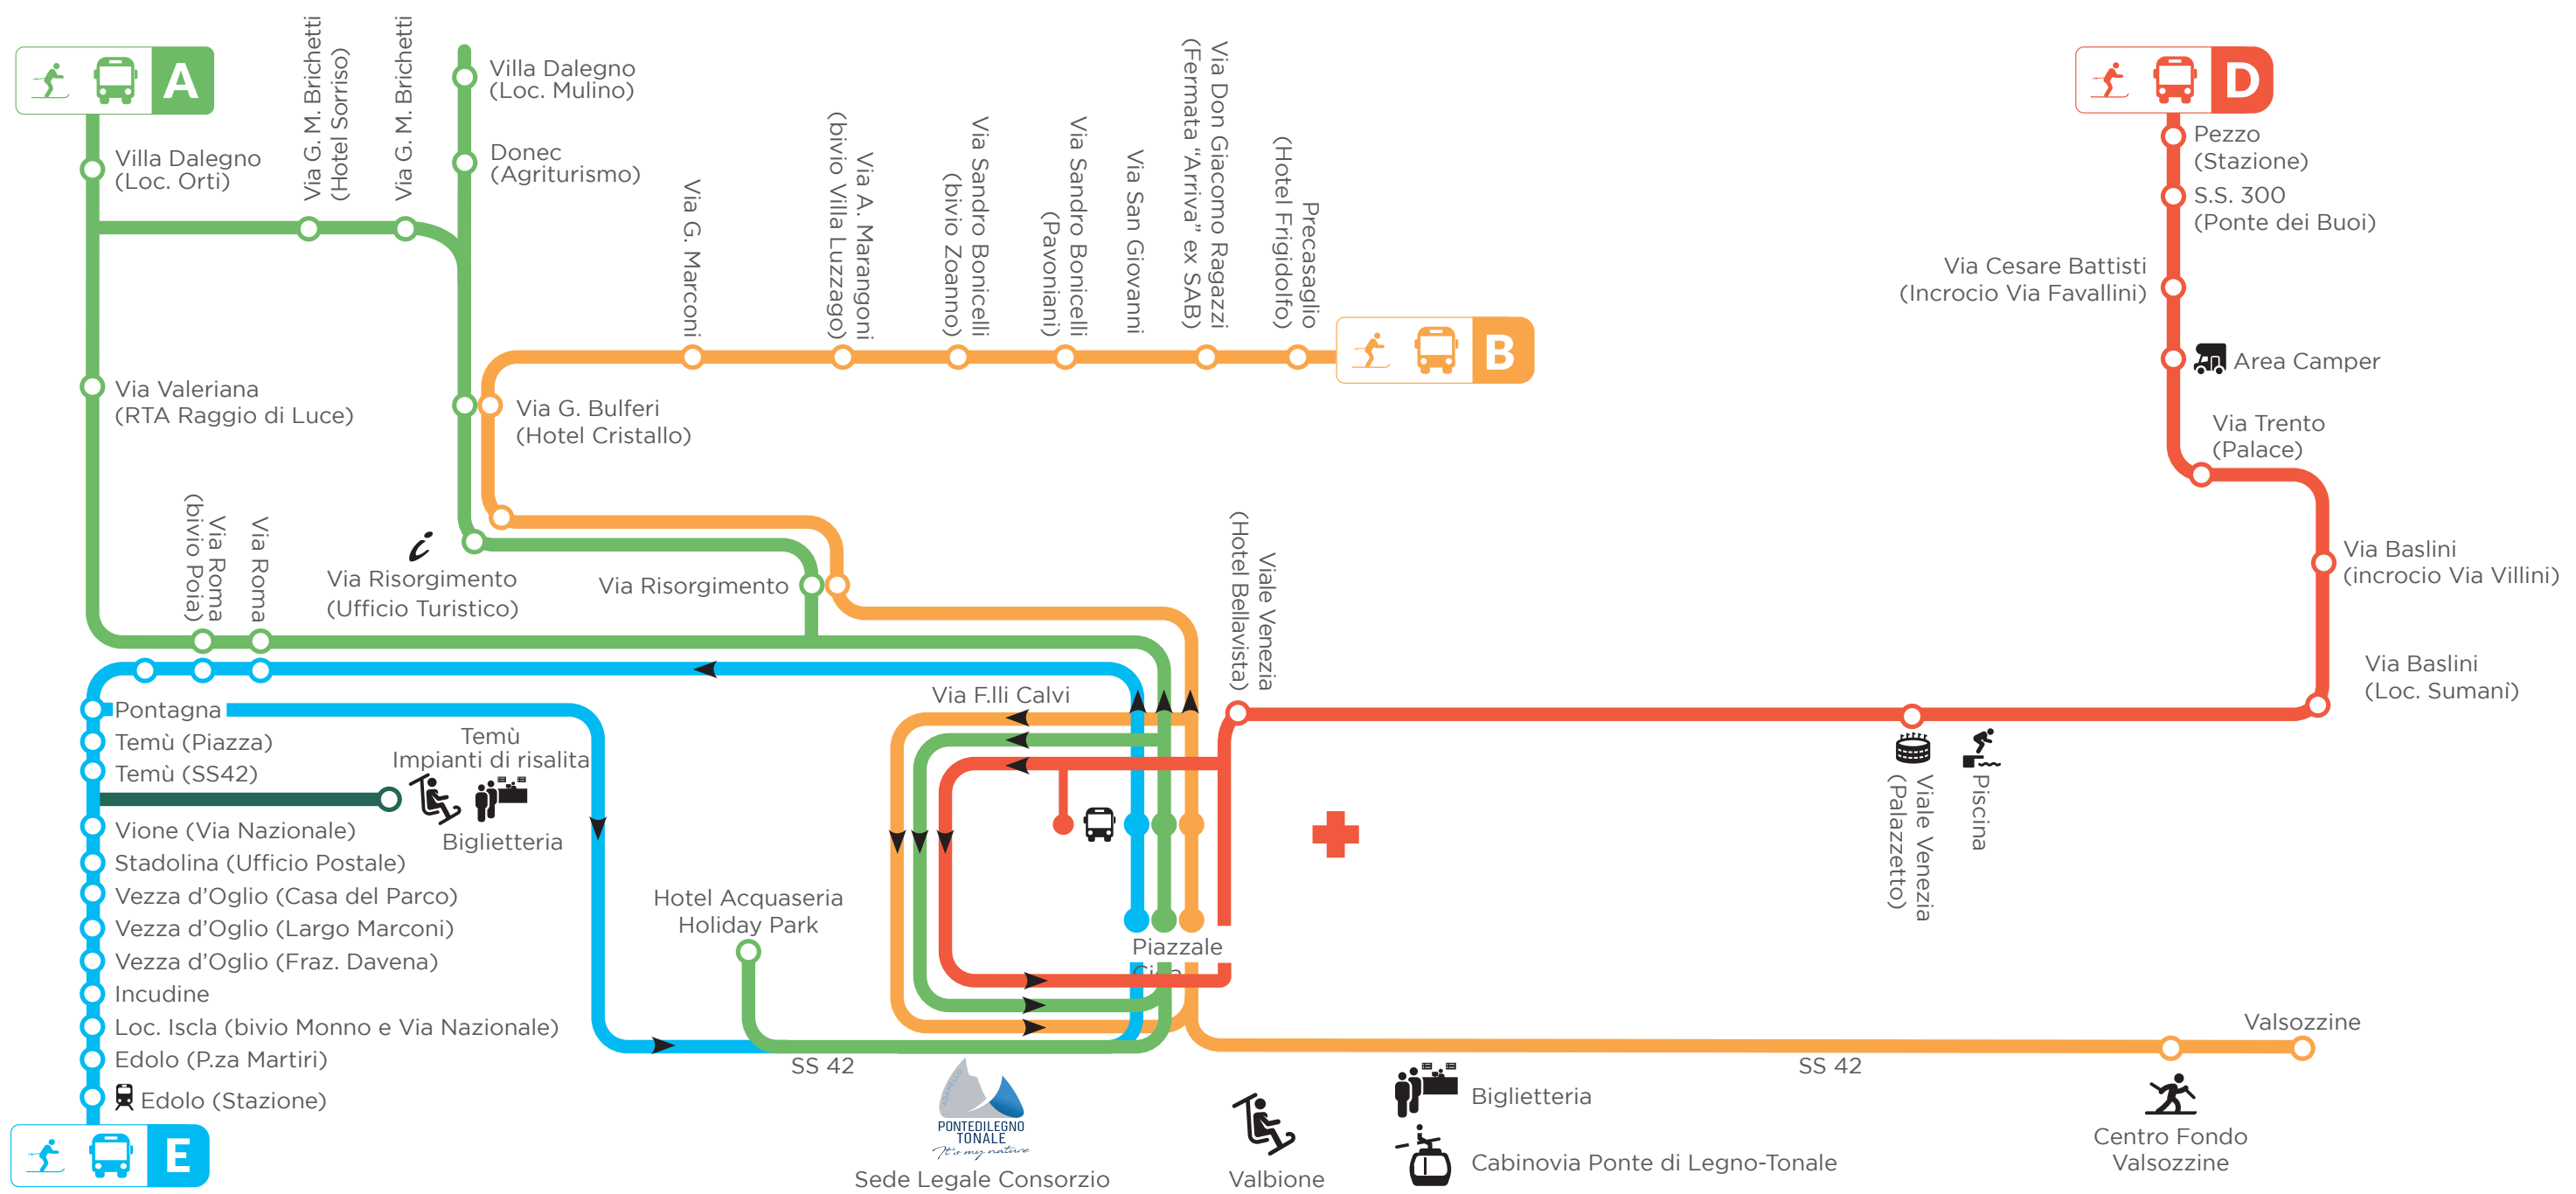 A
Villa Dalegno
(Loc. Orti)
Via G. M. Brichetti
(Hotel Sorriso)
Via G. M. Brichetti
Villa Dalegno
(Loc. Mulino)
Donec
(Agriturismo)
Via G. Marconi
Via A. Marangoni
(bivio Villa Luzzago)
Via Sandro Bonicelli
(bivio Zoanno)
Via Sandro Bonicelli
(Pavoniani)
Via San Giovanni
Via Don Giacomo Ragazzi
(Fermata “Arriva” ex SAB)
Precasaglio
(Hotel Frigidolfo)
B
D
Pezzo
(Stazione)
S.S. 300
(Ponte dei Buoi)
Via Cesare Battisti
(Incrocio Via Favallini)
Area Camper
Via Trento
(Palace)
Via Baslini
(incrocio Via Villini)
Via Baslini
(Loc. Sumani)
Via Valeriana
(RTA Raggio di Luce)
Via G. Bulferi
(Hotel Cristallo)
Via Roma
(bivio Poia)
Via Roma
i
Via Risorgimento
(Ufficio Turistico)
Via Risorgimento
Viale Venezia
(Hotel Bellavista)
Via F.lli Calvi
Viale Venezia
(Palazzetto)
Piscina
Pontagna
Temù (Piazza)
Temù (SS42)
Temù
Impianti di risalita
Biglietteria
Vione (Via Nazionale)
Stadolina (Ufficio Postale)
Vezza d’Oglio (Casa del Parco)
Vezza d’Oglio (Largo Marconi)
Vezza d’Oglio (Fraz. Davena)
Incudine
Loc. Iscla (bivio Monno e Via Nazionale)
Edolo (P.za Martiri)
Edolo (Stazione)
E
Hotel Acquaseria
Holiday Park
Piazzale
SS 42
ADAMELLO
PONTEDILEGNO
TONALE
It's my nature
Sede Legale Consorzio
Valbione
Biglietteria
Cabinovia Ponte di Legno-Tonale
SS 42
Valsozzine
Centro Fondo
Valsozzine